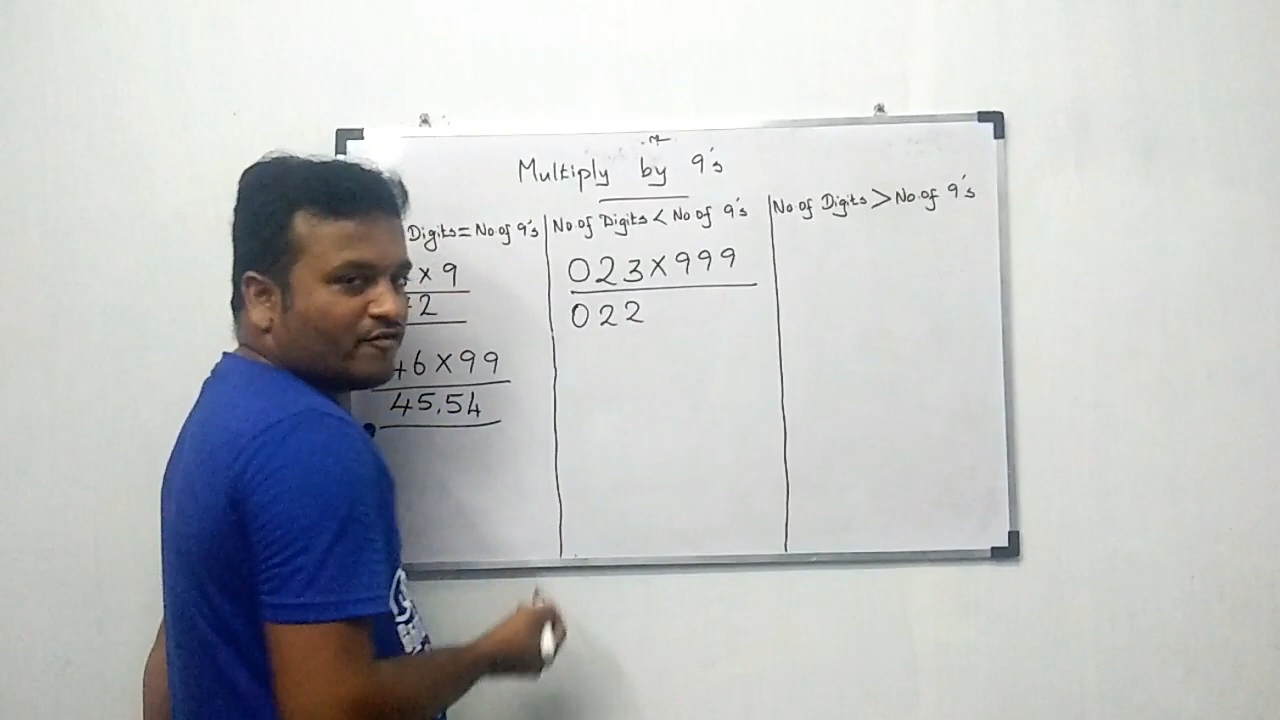 Multiply by 9's
Digits = No. of 9's
No. of Digits < No of 9's
No. of Digits > No. of 9's
× 9
2
46 × 99
45,54
023 × 999
022